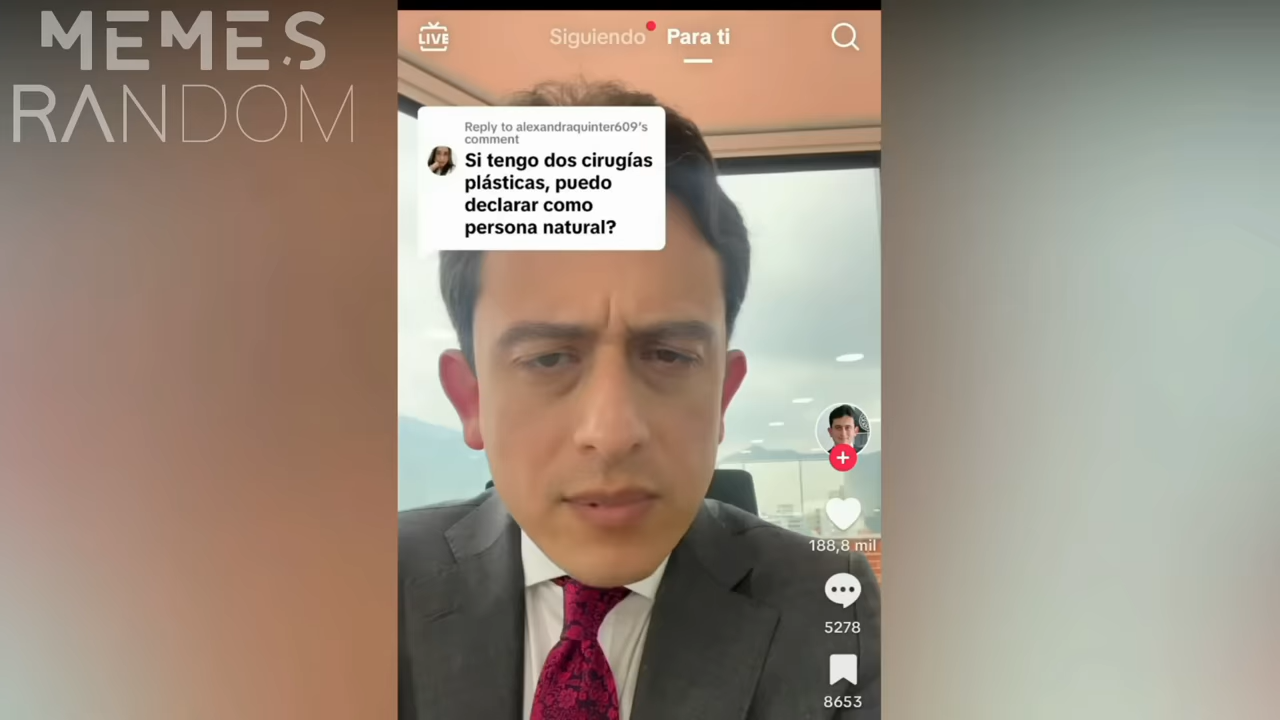 MEMES
RANDOM
LIVE
Siguiendo
Para ti
Reply to alexandraquinter609's
comment
Si tengo dos cirugías
plásticas, puedo
declarar como
persona natural?
188,8 mil
5278
8653